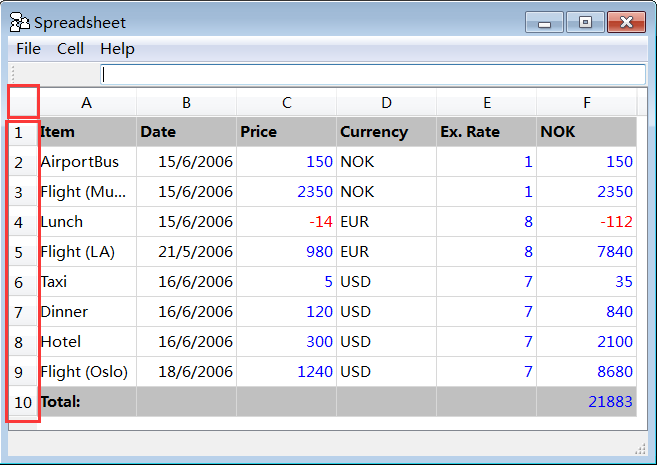 Spreadsheet
File Cell Help
A B C D E F
1 Item Date Price Currency Ex. Rate NOK
2 AirportBus 15/6/2006 150 NOK 1 150
3 Flight (Mu... 15/6/2006 2350 NOK 1 2350
4 Lunch 15/6/2006 -14 EUR 8 -112
5 Flight (LA) 21/5/2006 980 EUR 8 7840
6 Taxi 16/6/2006 5 USD 7 35
7 Dinner 16/6/2006 120 USD 7 840
8 Hotel 16/6/2006 300 USD 7 2100
9 Flight (Oslo) 18/6/2006 1240 USD 7 8680
10 Total: 21883